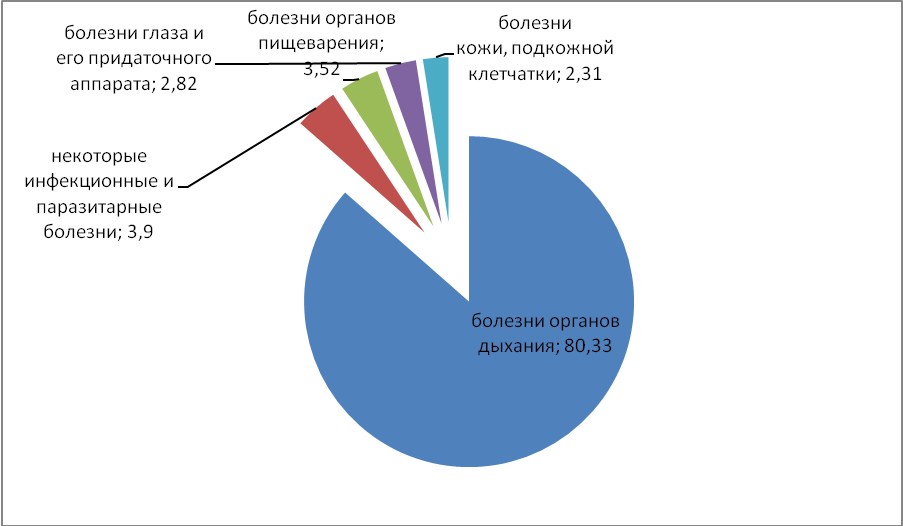 болезни органов
пищеварения;
3,52
болезни
кожи, подкожной
клетчатки; 2,31
болезни глаза и
его придаточного
аппарата; 2,82
некоторые
инфекционные и
паразитарные
болезни; 3,9
болезни органов
дыхания; 80,33